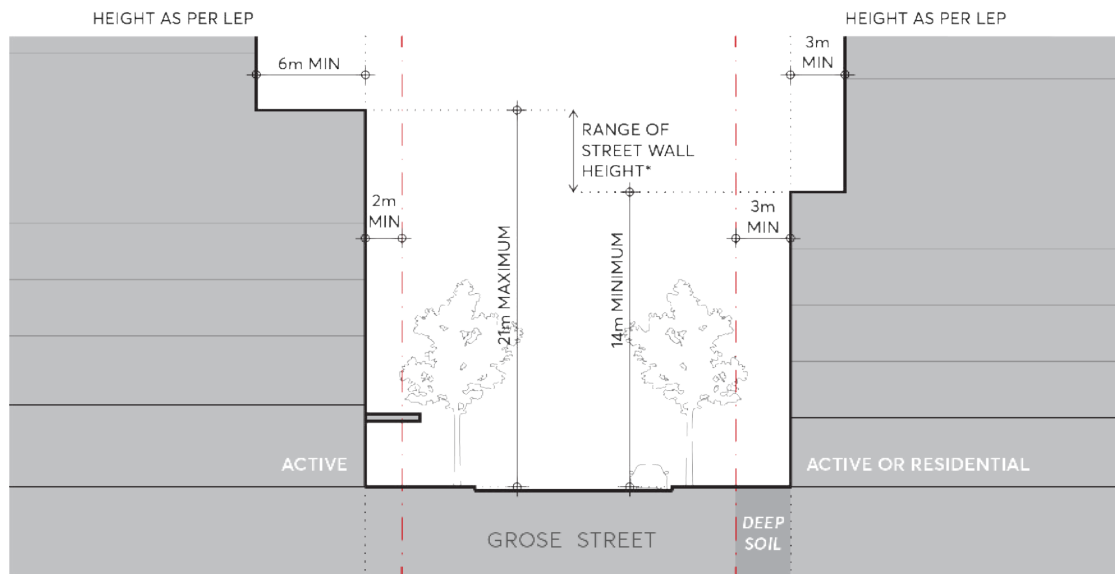 HEIGHT AS PER LEP
HEIGHT AS PER LEP
6m MIN
3m
MIN
RANGE OF
STREET WALL
HEIGHT*
2m
MIN
3m
MIN
21m MAXIMUM
14m MINIMUM
ACTIVE
ACTIVE OR RESIDENTIAL
GROSE STREET
DEEP
SOIL